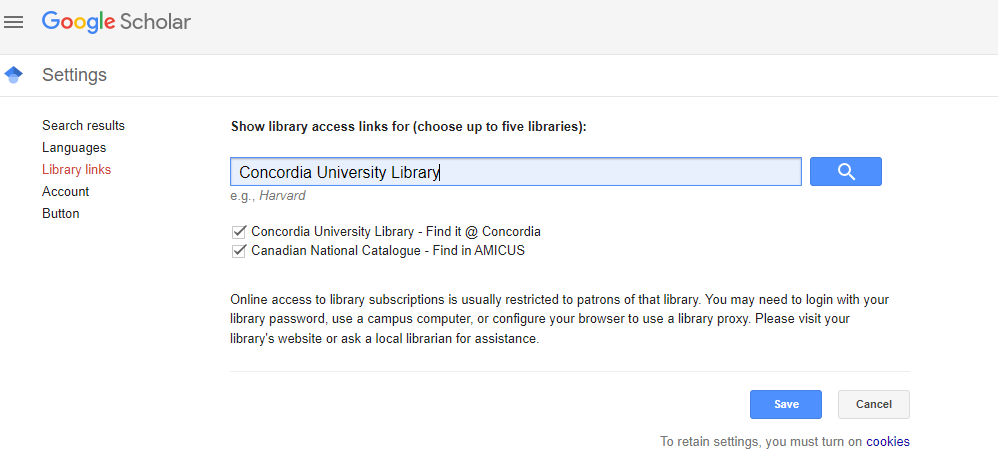 Google Scholar
Settings
Search results
Languages
Library links
Account
Button
Show library access links for (choose up to five libraries):
Concordia University Library
e.g., Harvard
Concordia University Library - Find it @ Concordia
Canadian National Catalogue - Find in AMICUS
Online access to library subscriptions is usually restricted to patrons of that library. You may need to login with your
library password, use a campus computer, or configure your browser to use a library proxy. Please visit your
library's website or ask a local librarian for assistance.
Save
Cancel
To retain settings, you must turn on cookies